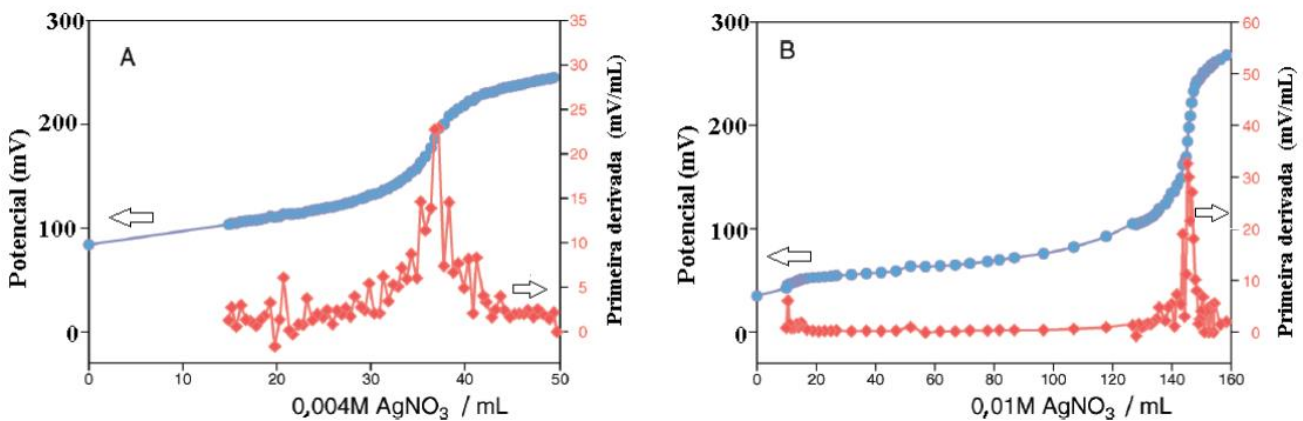 A
Potencial (mV)
300
200
100
0
35
30
25
20
15
10
5
0
Primeira derivada (mV/mL)
0 10 20 30 40 50
0,004M AgNO₃ / mL
B
Potencial (mV)
300
200
100
0
60
50
40
30
20
10
0
Primeira derivada (mV/mL)
0 20 40 60 80 100 120 140 160
0,01M AgNO₃ / mL